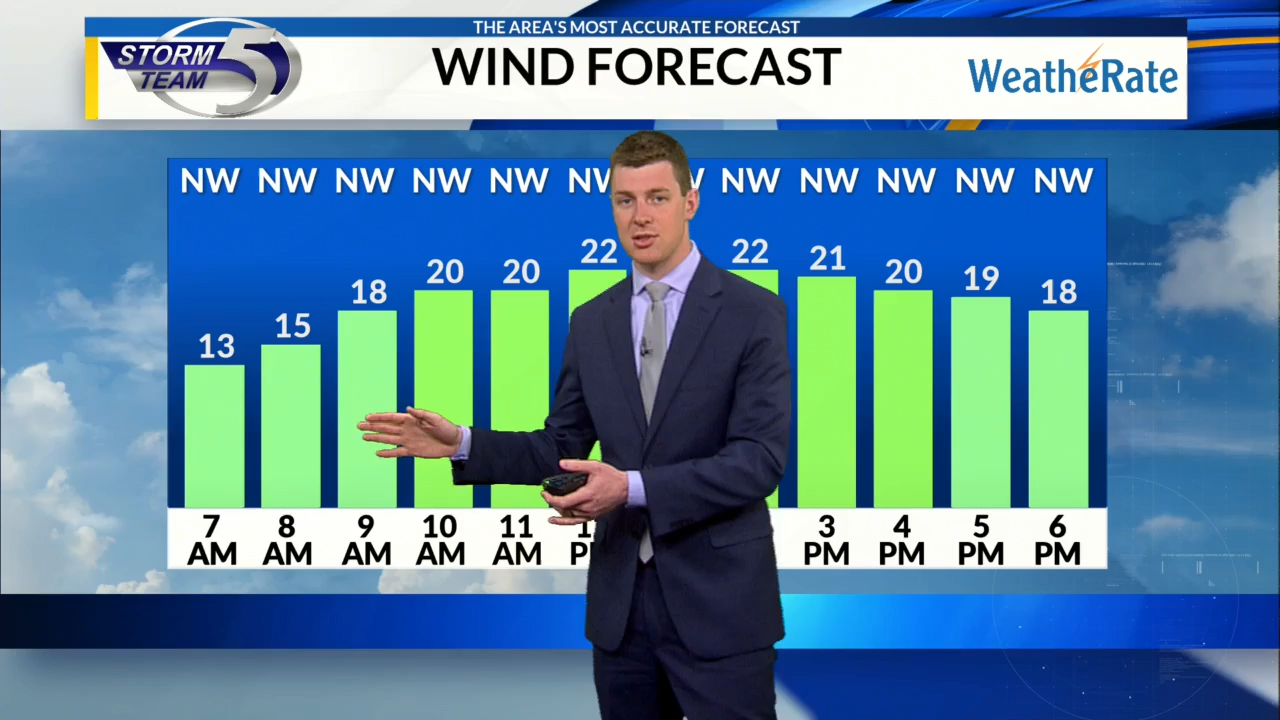 THE AREA'S MOST ACCURATE FORECAST
STORM TEAM 5
WIND FORECAST
WeatheRate
NW NW NW NW NW NW NW NW NW NW
13 15 18 20 20 22 22 21 20 19 18
7 8 9 10 11 3 4 5 6
AM AM AM AM AM PM PM PM PM